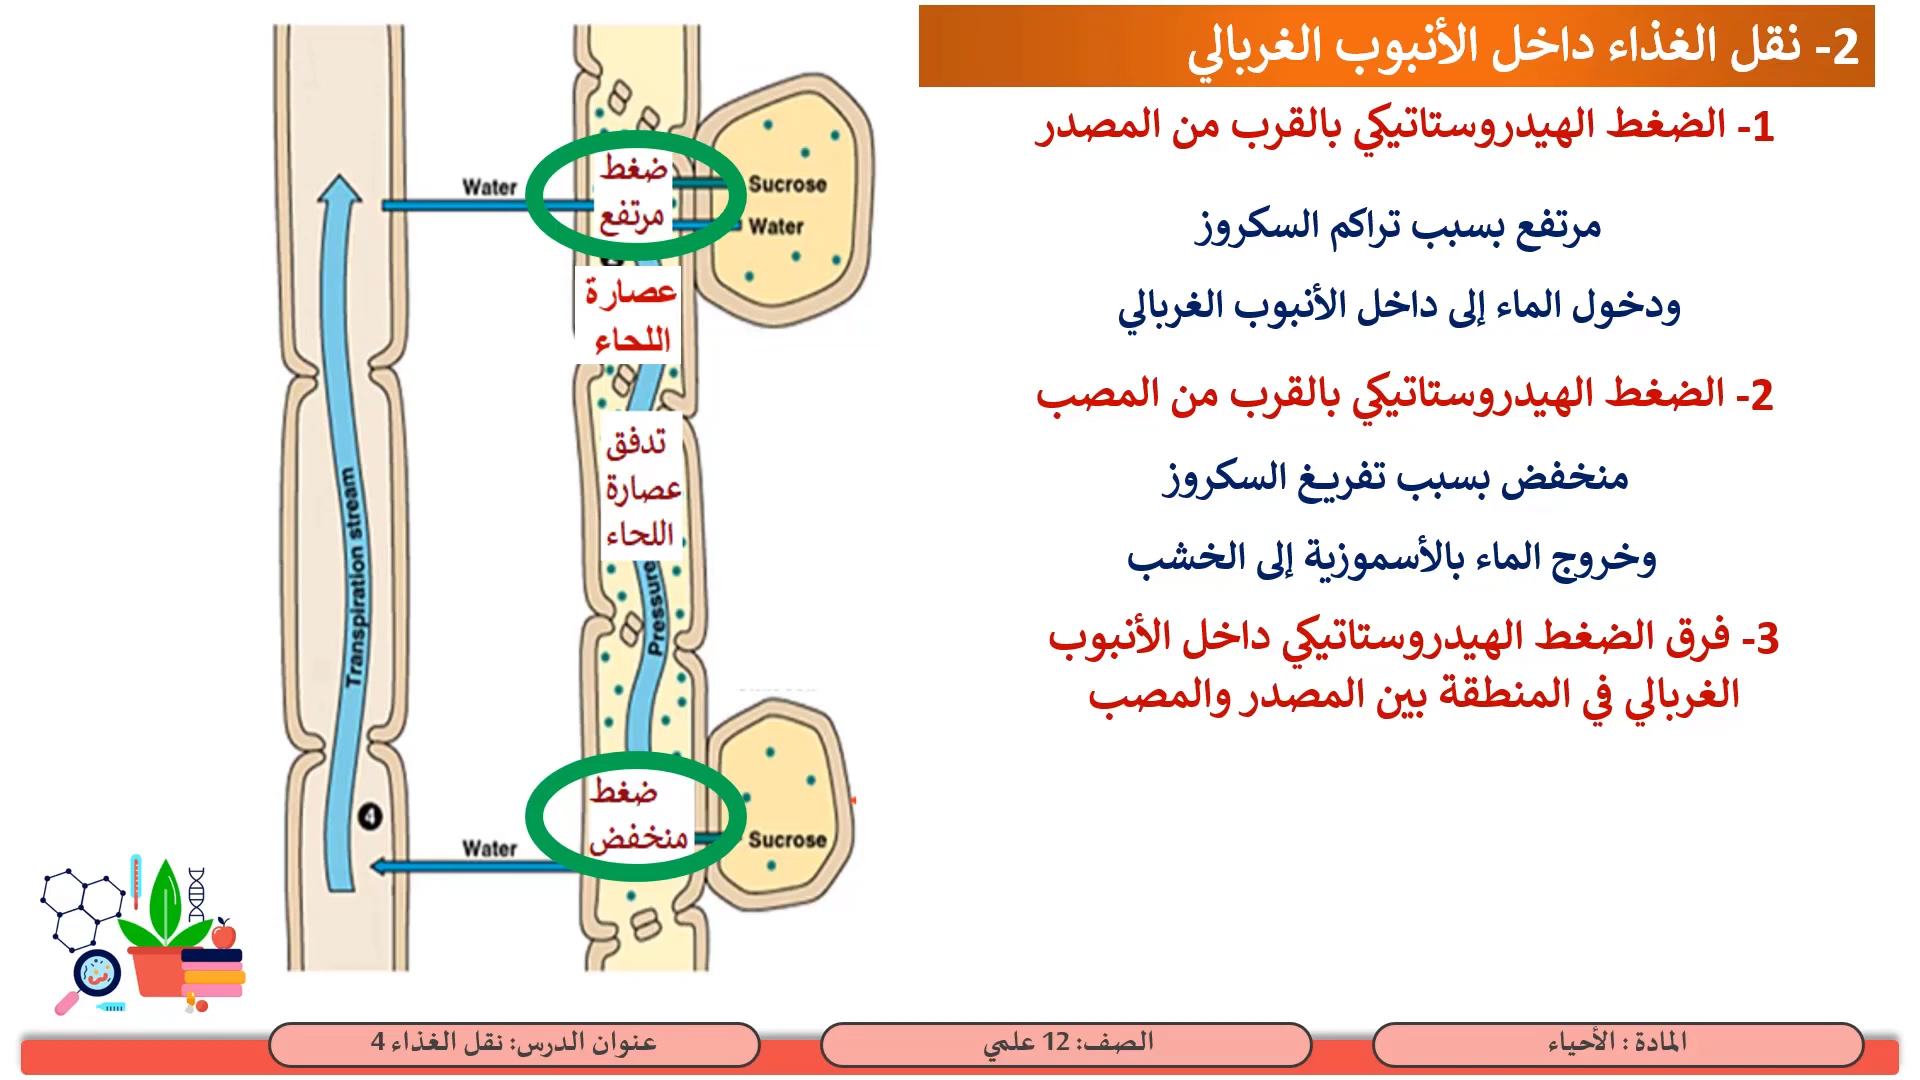 2- نقل الغذاء داخل الأنبوب الغربالي
1- الضغط الهيدروستاتيكي بالقرب من المصدر
مرتفع بسبب تراكم السكروز
ودخول الماء إلى داخل الأنبوب الغربالي
2- الضغط الهيدروستاتيكي بالقرب من المصب
منخفض بسبب تفريغ السكروز
وخروج الماء بالأسموزية إلى الخشب
3- فرق الضغط الهيدروستاتيكي داخل الأنبوب
الغربالي في المنطقة بين المصدر والمصب
Water
ضغط
مرتفع
Sucrose
Water
عصارة
اللحاء
تدفق
عصارة
اللحاء
Transpiration stream
Pressure
ضغط
منخفض
4
Water
Sucrose
المادة : الأحياء
الصف: 12 علمي
عنوان الدرس: نقل الغذاء 4